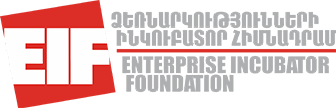 EIF
ՁԵՌՆԱՐԿՈՒԹՅՈՒՆՆԵՐԻ
ԻՆԿՈՒԲԱՏՈՐ ՀԻՄՆԱԴՐԱՄ
ENTERPRISE INCUBATOR
FOUNDATION